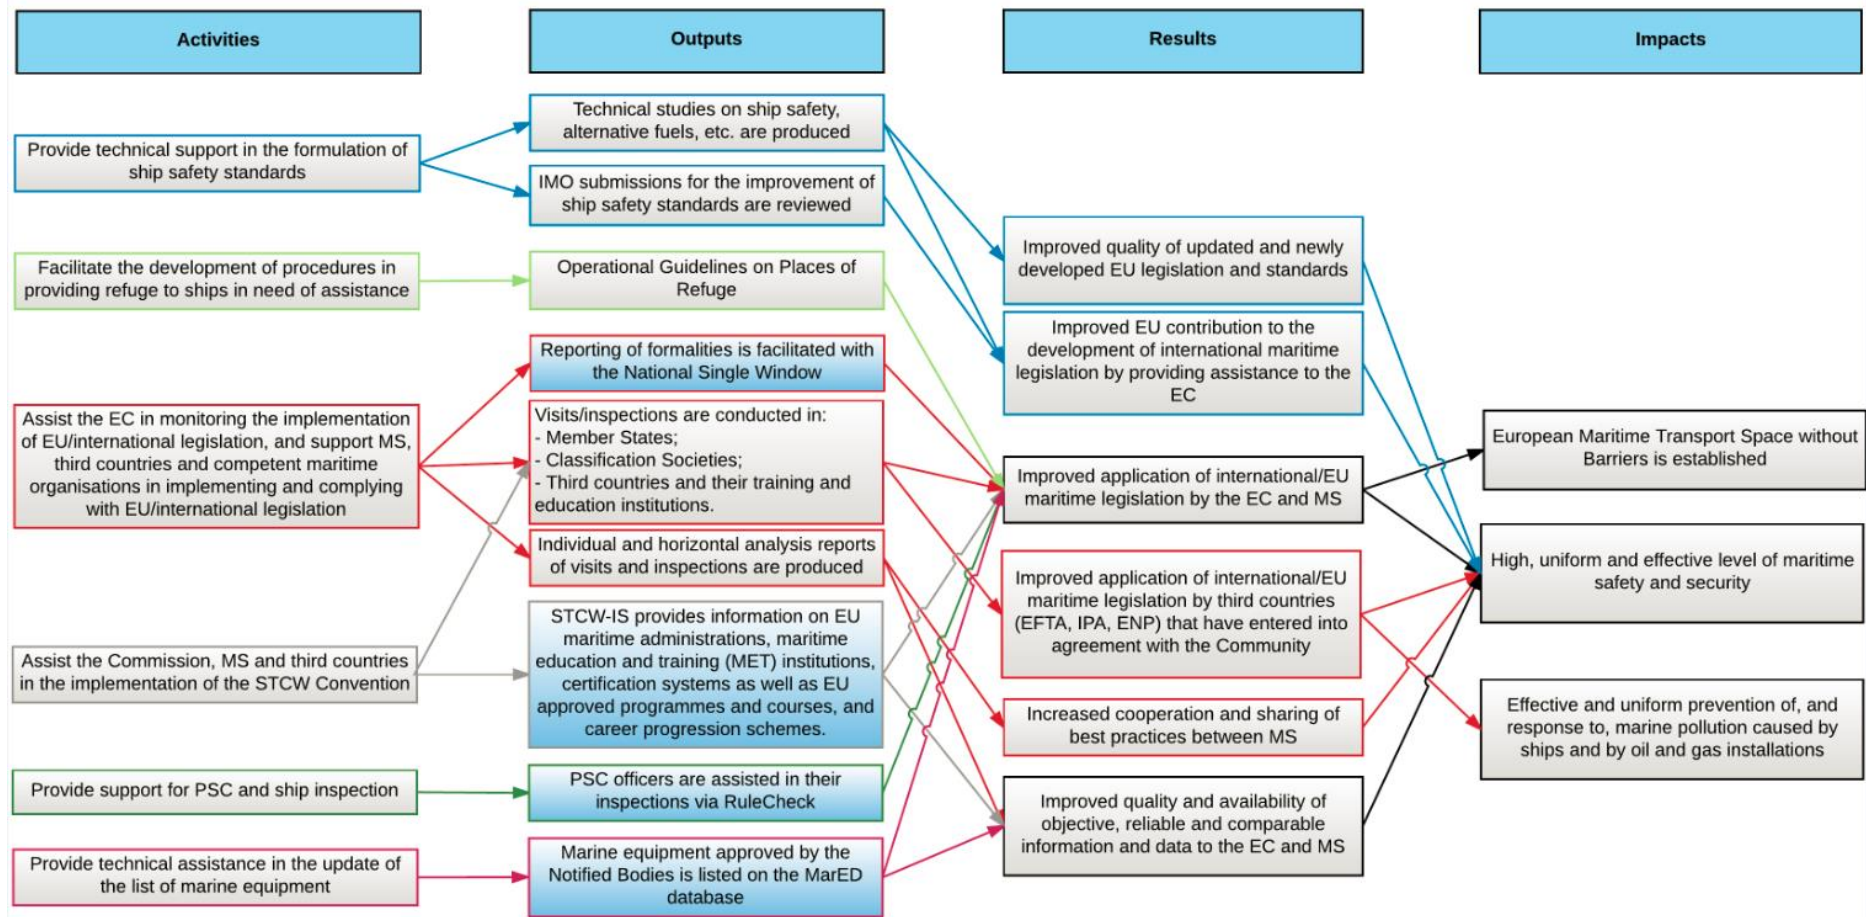 Activities
Outputs
Results
Impacts
Provide technical support in the formulation of
ship safety standards
Facilitate the development of procedures in
providing refuge to ships in need of assistance
Assist the EC in monitoring the implementation
of EU/international legislation, and support MS,
third countries and competent maritime
organisations in implementing and complying
with EU/international legislation
Assist the Commission, MS and third countries
in the implementation of the STCW Convention
Provide support for PSC and ship inspection
Provide technical assistance in the update of
the list of marine equipment
Technical studies on ship safety,
alternative fuels, etc. are produced
IMO submissions for the improvement of
ship safety standards are reviewed
Operational Guidelines on Places of
Refuge
Reporting of formalities is facilitated with
the National Single Window
Visits/inspections are conducted in:
- Member States;
- Classification Societies;
- Third countries and their training and
education institutions.
Individual and horizontal analysis reports
of visits and inspections are produced
STCW-IS provides information on EU
maritime administrations, maritime
education and training (MET) institutions,
certification systems as well as EU
approved programmes and courses, and
career progression schemes.
PSC officers are assisted in their
inspections via RuleCheck
Marine equipment approved by the
Notified Bodies is listed on the MarED
database
Improved quality of updated and newly
developed EU legislation and standards
Improved EU contribution to the
development of international maritime
legislation by providing assistance to the
EC
Improved application of international/EU
maritime legislation by the EC and MS
Improved application of international/EU
maritime legislation by third countries
(EFTA, IPA, ENP) that have entered into
agreement with the Community
Increased cooperation and sharing of
best practices between MS
Improved quality and availability of
objective, reliable and comparable
information and data to the EC and MS
European Maritime Transport Space without
Barriers is established
High, uniform and effective level of maritime
safety and security
Effective and uniform prevention of, and
response to, marine pollution caused by
ships and by oil and gas installations